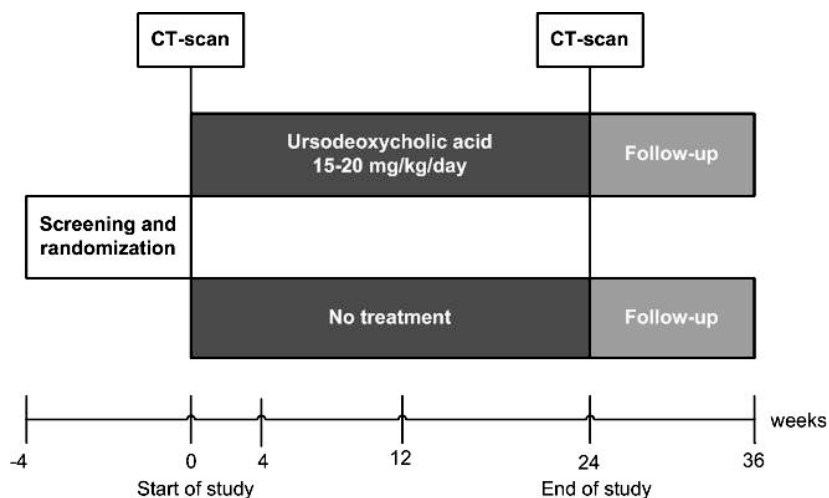 CT-scan
CT-scan
Ursodeoxycholic acid
15-20 mg/kg/day
Follow-up
Screening and
randomization
No treatment
Follow-up
weeks
-4
0
4
12
24
36
Start of study
End of study